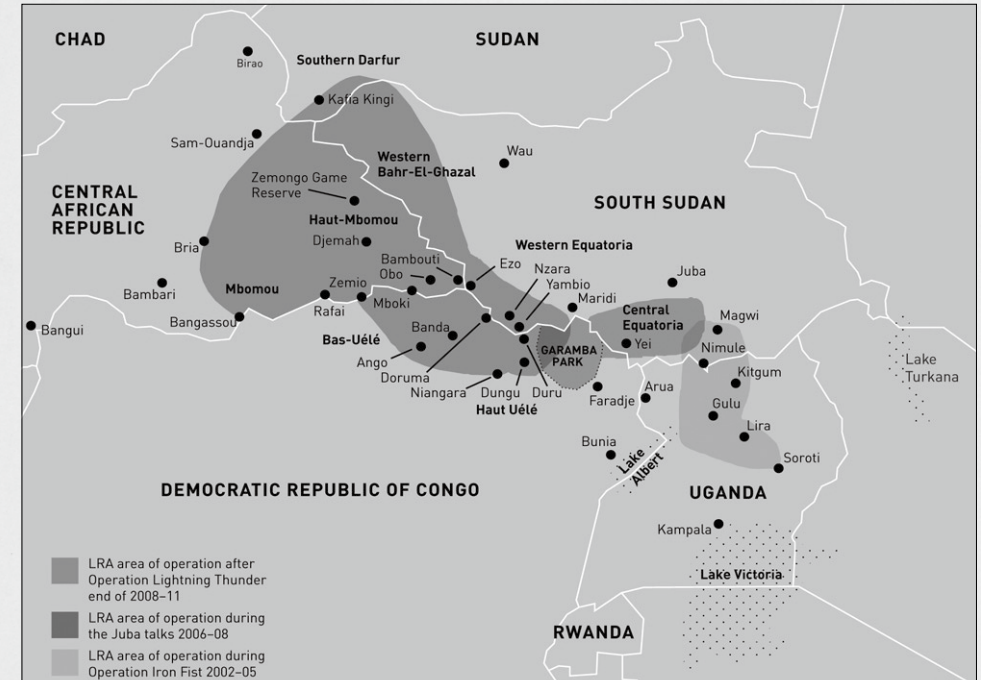 CHAD
SUDAN
Birao
Southern Darfur
Kafia Kingi
Sam-Ouandja
Wau
Western
Bahr-El-Ghazal
Zemongo Game
Reserve
CENTRAL
AFRICAN
REPUBLIC
SOUTH SUDAN
Haut-Mbomou
Djemah
Bria
Western Equatoria
Bambouti
Ezo
Obo
Nzara
Yambio
Juba
Bambari
Mbomou
Zemio
Mboki
Maridi
Rafai
Central
Equatoria
Magwi
Bangui
Bangassou
Banda
Bas-Uélé
Yei
Nimule
GARAMBA
PARK
Ango
Doruma
Niangara
Dungu
Duru
Haut Uélé
Faradje
Arua
Kitgum
Gulu
Lira
Soroti
Lake
Turkana
Bunia
Lake
Albert
DEMOCRATIC REPUBLIC OF CONGO
UGANDA
Kampala
Lake Victoria
RWANDA
LRA area of operation after
Operation Lightning Thunder
end of 2008–11
LRA area of operation during
the Juba talks 2006–08
LRA area of operation during
Operation Iron Fist 2002–05